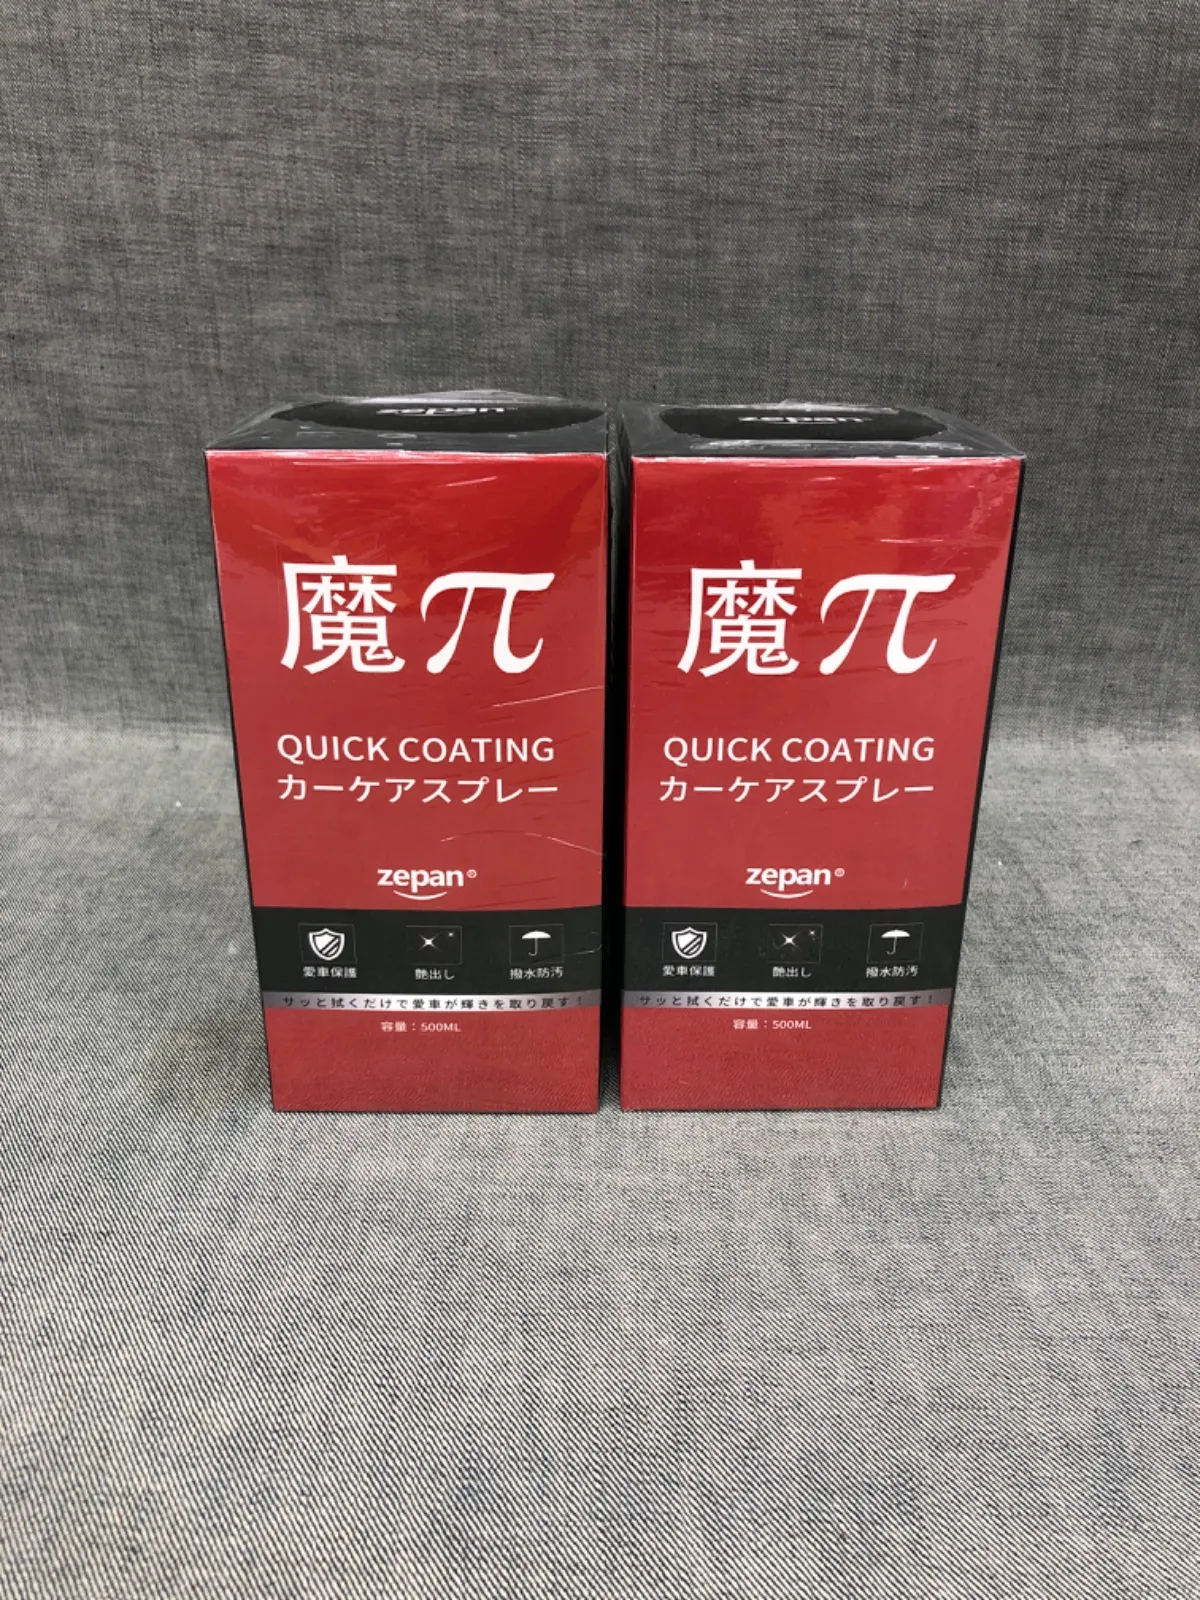 zepan
魔π
QUICK COATING
カーケアスプレー
zepan®
愛車保護 艶出し 撥水防汚
サッと拭くだけで愛車が輝きを取り戻す！
容量：500ML
zepan
魔π
QUICK COATING
カーケアスプレー
zepan®
愛車保護 艶出し 撥水防汚
サッと拭くだけで愛車が輝きを取り戻す！
容量：500ML